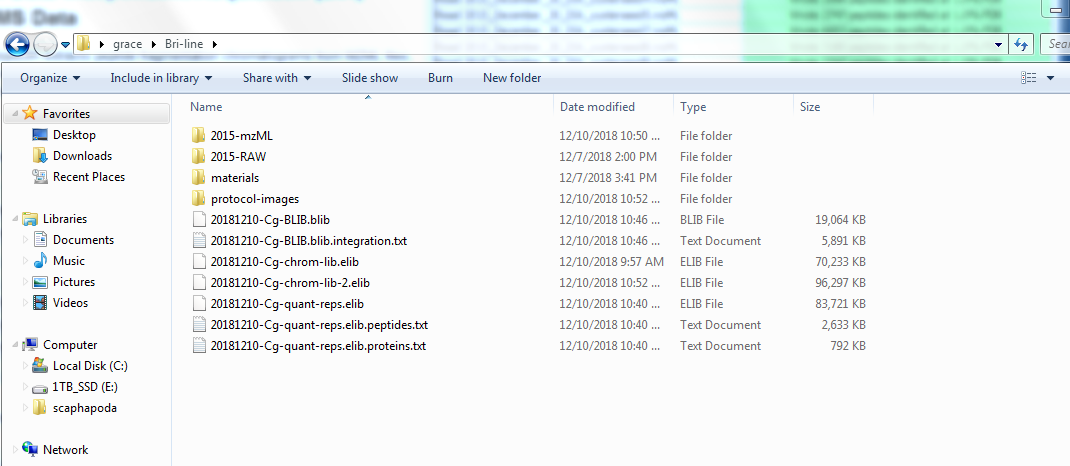 MS Data
grace Bri-line
Organize Include in library Share with Slide show Burn New folder
Favorites
Desktop
Downloads
Recent Places
Libraries
Documents
Music
Pictures
Videos
Computer
Local Disk (C:)
1TB_SSD (E:)
scaphapoda
Network
Name Date modified Type Size
2015-mzML 12/10/2018 10:50 ... File folder
2015-RAW 12/7/2018 2:00 PM File folder
materials 12/7/2018 3:41 PM File folder
protocol-images 12/10/2018 10:52 ... File folder
20181210-Cg-BLIB.blib 12/10/2018 10:46 ... BLIB File 19,064 KB
20181210-Cg-BLIB.blib.integration.txt 12/10/2018 10:46 ... Text Document 5,891 KB
20181210-Cg-chrom-lib.elib 12/10/2018 9:57 AM ELIB File 70,233 KB
20181210-Cg-chrom-lib-2.elib 12/10/2018 10:52 ... ELIB File 96,297 KB
20181210-Cg-quant-reps.elib 12/10/2018 10:40 ... ELIB File 83,721 KB
20181210-Cg-quant-reps.elib.peptides.txt 12/10/2018 10:40 ... Text Document 2,633 KB
20181210-Cg-quant-reps.elib.proteins.txt 12/10/2018 10:40 ... Text Document 792 KB